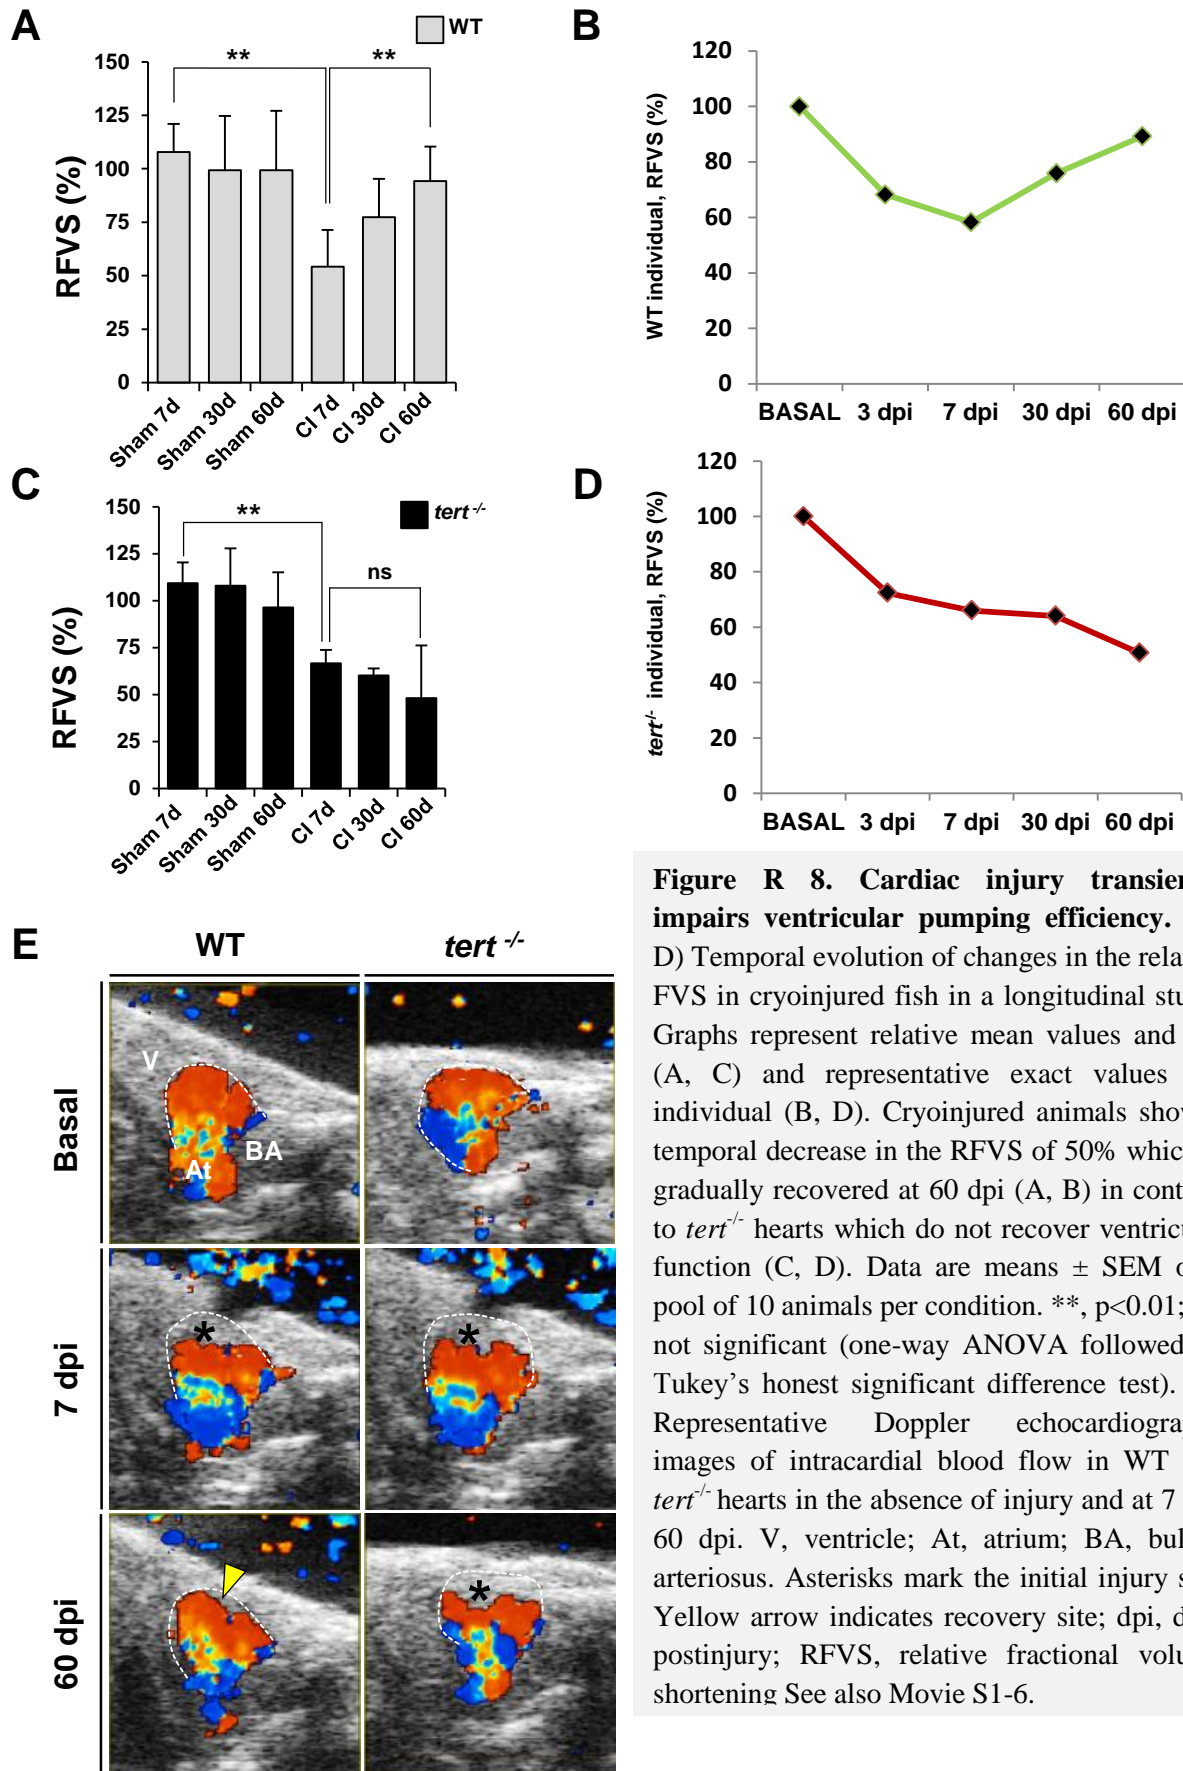 A
WT
150
125
100
75
50
25
0
RFVS (%)
**
**
Sham 7d
Sham 30d
Sham 60d
CI 7d
CI 30d
CI 60d
B
120
100
80
60
40
20
0
WT individual, RFVS (%)
BASAL 3 dpi 7 dpi 30 dpi 60 dpi
C
tert -/-
150
125
100
75
50
25
0
RFVS (%)
**
ns
Sham 7d
Sham 30d
Sham 60d
CI 7d
CI 30d
CI 60d
D
120
100
80
60
40
20
0
tert-/- individual, RFVS (%)
BASAL 3 dpi 7 dpi 30 dpi 60 dpi
E
WT
tert -/-
Basal
V
At
BA
7 dpi
*
*
60 dpi
*
Figure R 8. Cardiac injury transien
impairs ventricular pumping efficiency.
D) Temporal evolution of changes in the rela
FVS in cryoinjured fish in a longitudinal stu
Graphs represent relative mean values and
(A, C) and representative exact values
individual (B, D). Cryoinjured animals show
temporal decrease in the RFVS of 50% which
gradually recovered at 60 dpi (A, B) in cont
to tert-/- hearts which do not recover ventricu
function (C, D). Data are means ± SEM o
pool of 10 animals per condition. **, p<0.01;
not significant (one-way ANOVA followed
Tukey’s honest significant difference test).
Representative Doppler echocardiogra
images of intracardial blood flow in WT
tert-/- hearts in the absence of injury and at 7
60 dpi. V, ventricle; At, atrium; BA, bul
arteriosus. Asterisks mark the initial injury s
Yellow arrow indicates recovery site; dpi, d
postinjury; RFVS, relative fractional volu
shortening See also Movie S1-6.